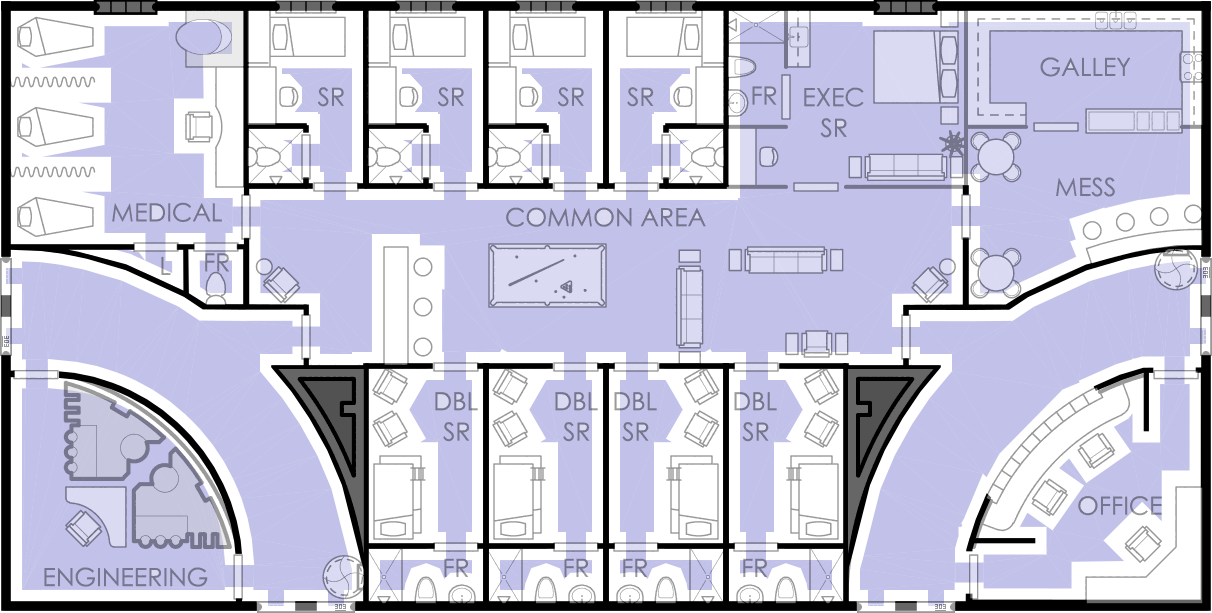 SR
SR
SR
SR
FR
EXEC
SR
GALLEY
MEDICAL
COMMON AREA
MESS
L
FR
DBL
SR
DBL
SR
DBL
SR
DBL
SR
OFFICE
ENGINEERING
FR
FR
FR
FR